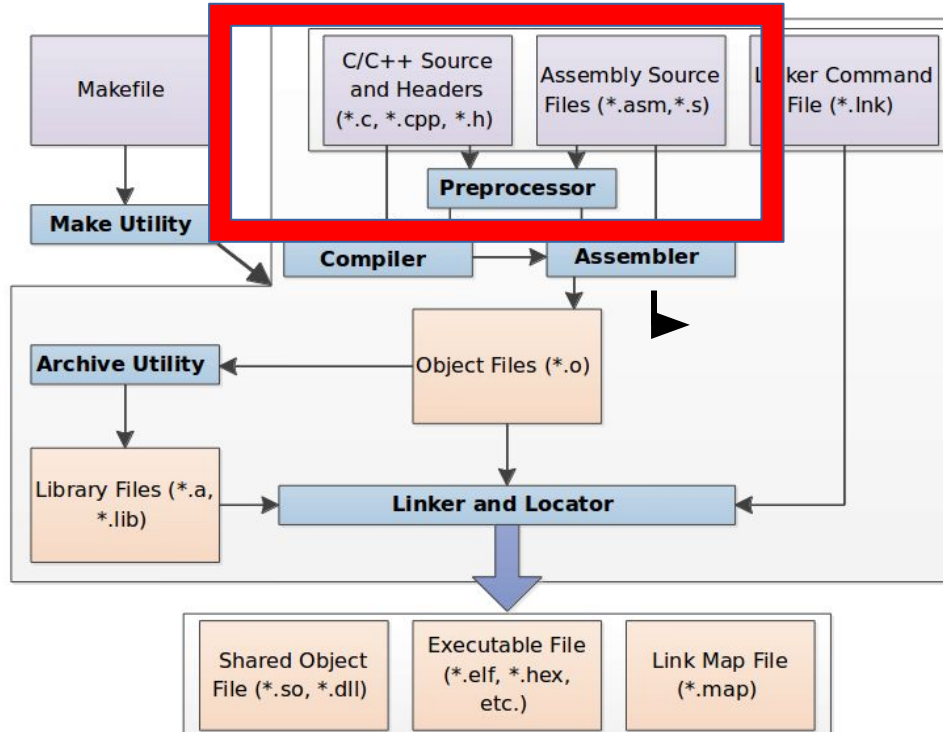 Makefile
C/C++ Source
and Headers
(*.c, *.cpp, *.h)
Assembly Source
Files (*.asm,*.s)
Command
File (*.lnk)
Preprocessor
Make Utility
Compiler
Assembler
Archive Utility
Object Files (*.o)
Library Files (*.a,
*.lib)
Linker and Locator
Shared Object
File (*.so, *.dll)
Executable File
(*.elf, *.hex,
etc.)
Link Map File
(*.map)